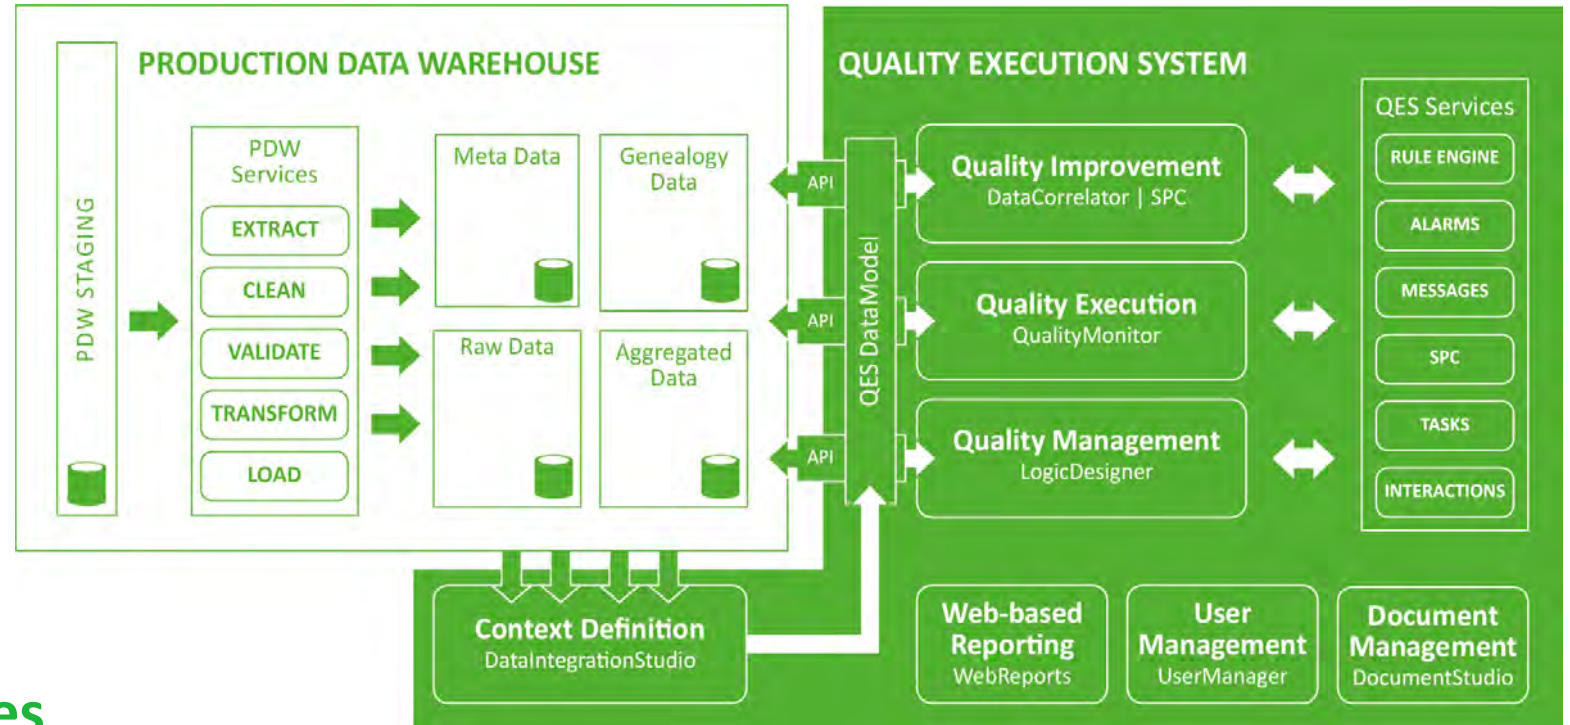 PRODUCTION DATA WAREHOUSE
PDW STAGING
PDW
Services
EXTRACT
CLEAN
VALIDATE
TRANSFORM
LOAD
Meta Data
Genealogy
Data
Raw Data
Aggregated
Data
QUALITY EXECUTION SYSTEM
API
API
API
QES DataModel
Quality Improvement
DataCorrelator | SPC
Quality Execution
QualityMonitor
Quality Management
LogicDesigner
QES Services
RULE ENGINE
ALARMS
MESSAGES
SPC
TASKS
INTERACTIONS
Context Definition
DataIntegrationStudio
Web-based
Reporting
WebReports
User
Management
UserManager
Document
Management
DocumentStudio
es